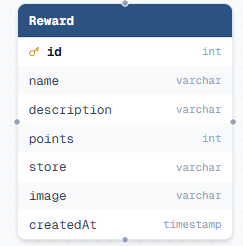 Reward
id int
name varchar
description varchar
points int
store varchar
image varchar
createdAt timestamp